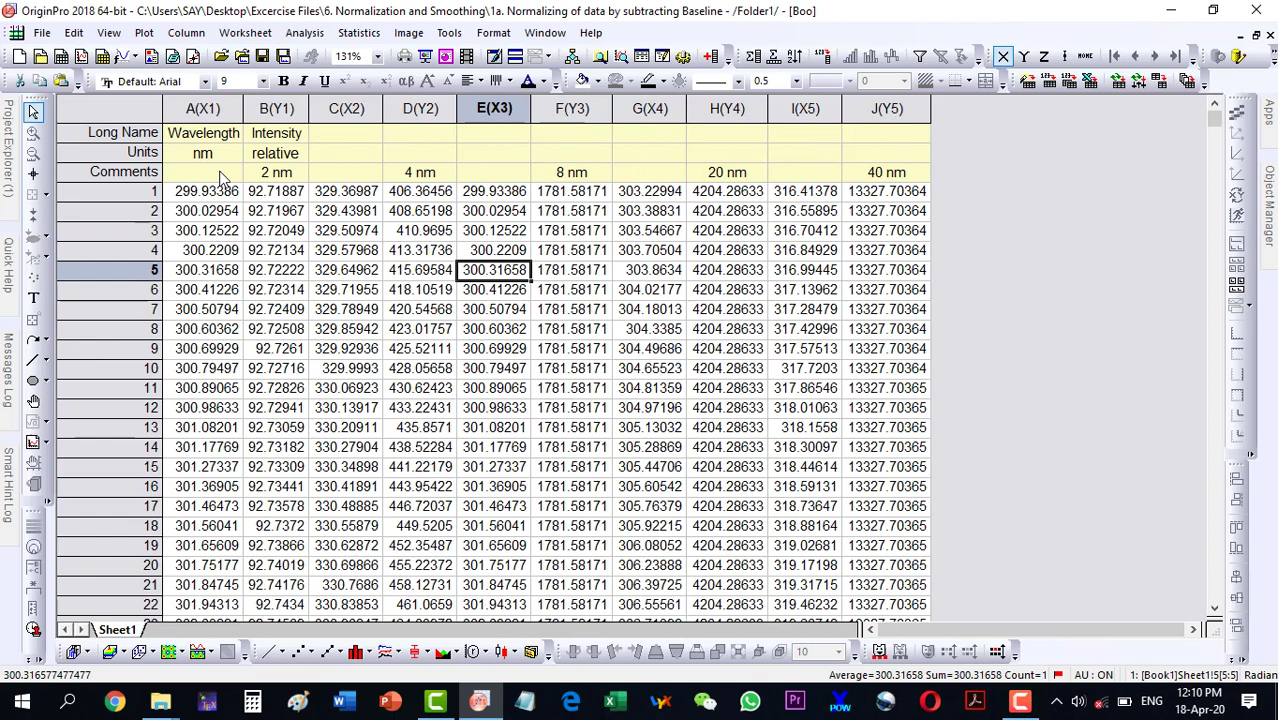 OriginPro 2018 64-bit - C:\Users\SAY\Desktop\Excercise Files\6. Normalization and Smoothing\1a. Normalizing of data by subtracting Baseline - /Folder1/ - [Boo]
File Edit View Plot Column Worksheet Analysis Statistics Image Tools Format Window Help
131%
Default: Arial 9 B I U 0.5 0
A(X1) B(Y1) C(X2) D(Y2) E(X3) F(Y3) G(X4) H(Y4) I(X5) J(Y5)
Long Name Wavelength Intensity
Units nm relative
Comments 2 nm 4 nm 8 nm 20 nm 40 nm
1 299.93386 92.71887 329.36987 406.36456 299.93386 1781.58171 303.22994 4204.28633 316.41378 13327.70364
2 300.02954 92.71967 329.43981 408.65198 300.02954 1781.58171 303.38831 4204.28633 316.55895 13327.70364
3 300.12522 92.72049 329.50974 410.9695 300.12522 1781.58171 303.54667 4204.28633 316.70412 13327.70364
4 300.2209 92.72134 329.57968 413.31736 300.2209 1781.58171 303.70504 4204.28633 316.84929 13327.70364
5 300.31658 92.72222 329.64962 415.69584 300.31658 1781.58171 303.8634 4204.28633 316.99445 13327.70364
6 300.41226 92.72314 329.71955 418.10519 300.41226 1781.58171 304.02177 4204.28633 317.13962 13327.70364
7 300.50794 92.72409 329.78949 420.54568 300.50794 1781.58171 304.18013 4204.28633 317.28479 13327.70364
8 300.60362 92.72508 329.85942 423.01757 300.60362 1781.58171 304.3385 4204.28633 317.42996 13327.70364
9 300.69929 92.7261 329.92936 425.52111 300.69929 1781.58171 304.49686 4204.28633 317.57513 13327.70364
10 300.79497 92.72716 329.9993 428.05658 300.79497 1781.58171 304.65523 4204.28633 317.7203 13327.70364
11 300.89065 92.72826 330.06923 430.62423 300.89065 1781.58171 304.81359 4204.28633 317.86546 13327.70365
12 300.98633 92.72941 330.13917 433.22431 300.98633 1781.58171 304.97196 4204.28633 318.01063 13327.70365
13 301.08201 92.73059 330.20911 435.8571 301.08201 1781.58171 305.13032 4204.28633 318.1558 13327.70365
14 301.17769 92.73182 330.27904 438.52284 301.17769 1781.58171 305.28869 4204.28633 318.30097 13327.70365
15 301.27337 92.73309 330.34898 441.22179 301.27337 1781.58171 305.44706 4204.28633 318.44614 13327.70365
16 301.36905 92.73441 330.41891 443.95422 301.36905 1781.58171 305.60542 4204.28633 318.59131 13327.70365
17 301.46473 92.73578 330.48885 446.72037 301.46473 1781.58171 305.76379 4204.28633 318.73647 13327.70365
18 301.56041 92.7372 330.55879 449.5205 301.56041 1781.58171 305.92215 4204.28633 318.88164 13327.70365
19 301.65609 92.73866 330.62872 452.35487 301.65609 1781.58171 306.08052 4204.28633 319.02681 13327.70365
20 301.75177 92.74019 330.69866 455.22372 301.75177 1781.58171 306.23888 4204.28633 319.17198 13327.70365
21 301.84745 92.74176 330.7686 458.12731 301.84745 1781.58171 306.39725 4204.28633 319.31715 13327.70365
22 301.94313 92.7434 330.83853 461.0659 301.94313 1781.58171 306.55561 4204.28633 319.46232 13327.70365
Project Explorer (1)
Quick Help
Messages Log
Smart Hint Log
Apps
Object Manager
Sheet1
10
300.316577477477
Average=300.31658 Sum=300.31658 Count=1 AU : ON 1: [Book1]Sheet1!5[5:5] Radian
ENG
12:10 PM
18-Apr-20